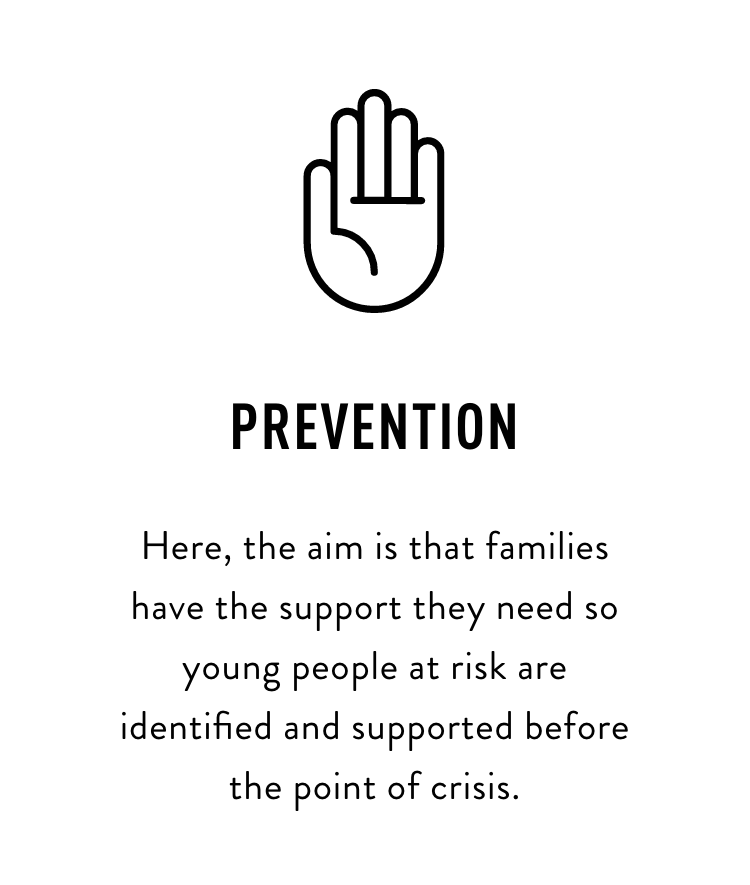 PREVENTION
Here, the aim is that families
have the support they need so
young people at risk are
identified and supported before
the point of crisis.